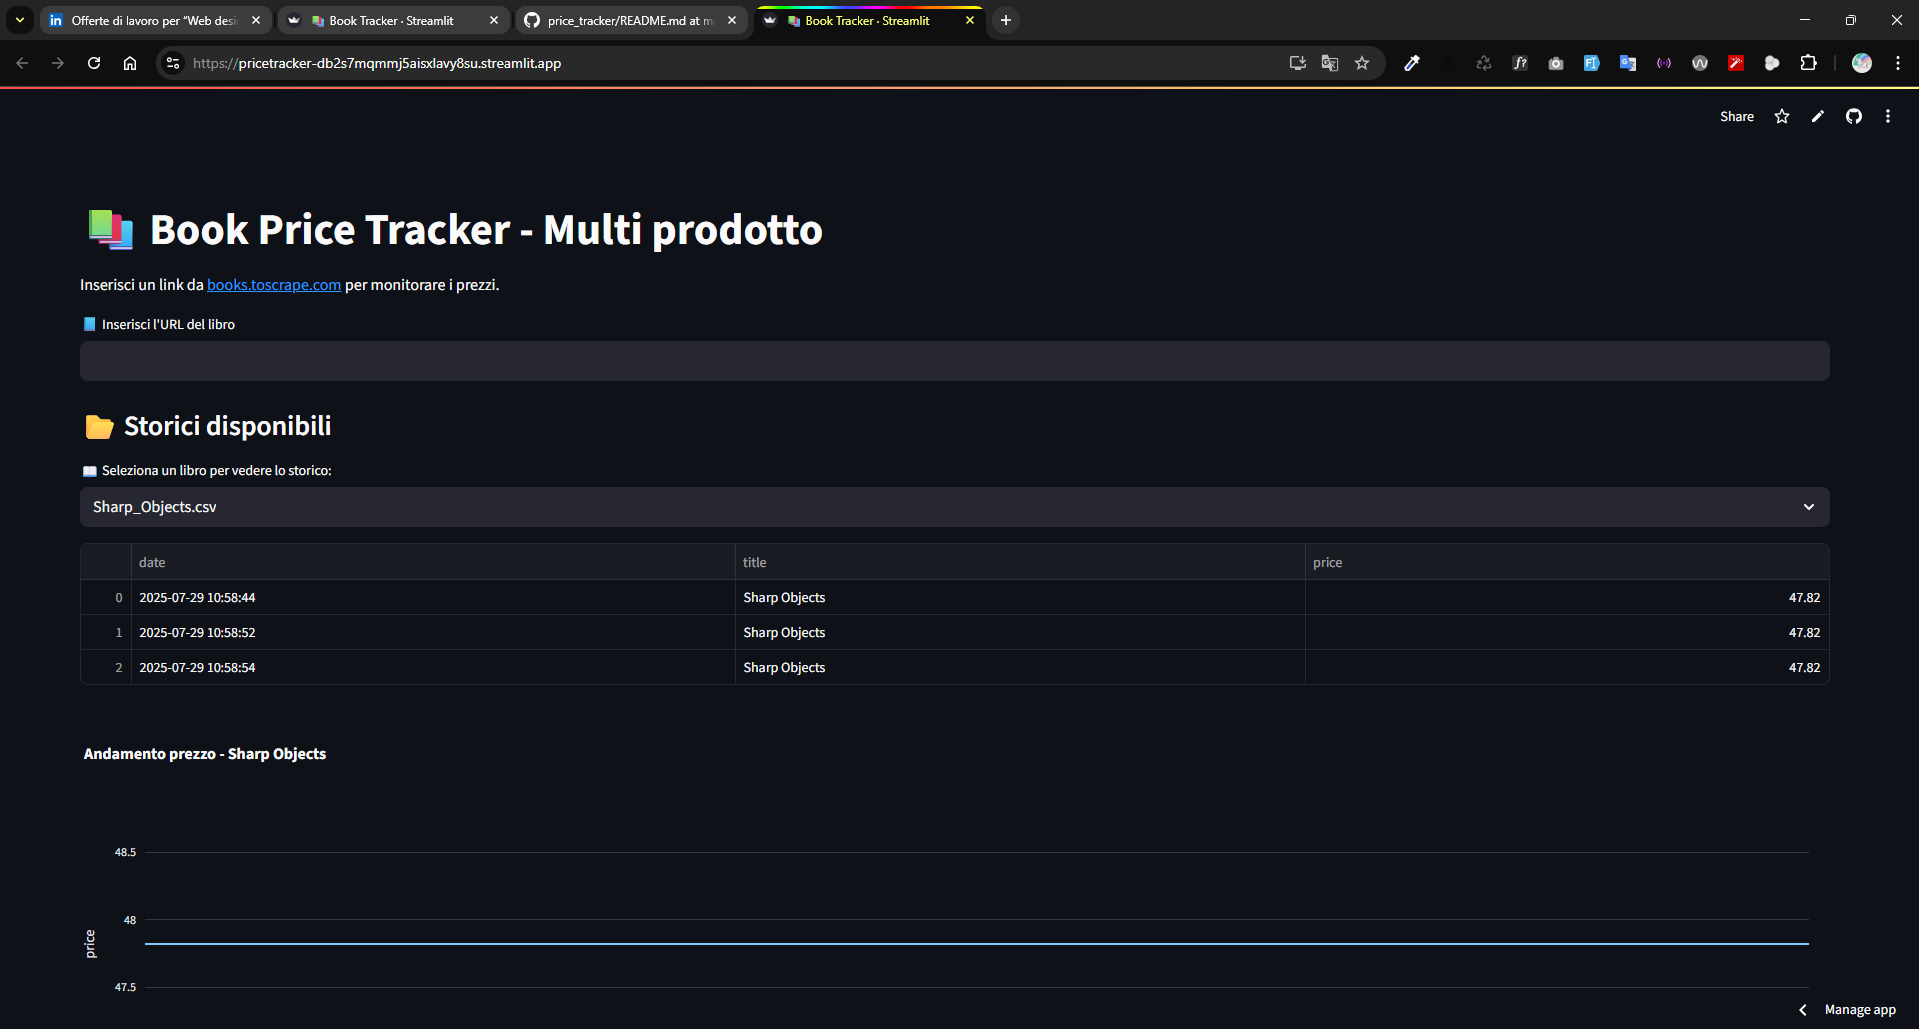 Offerte di lavoro per “Web desi
Book Tracker · Streamlit
price_tracker/README.md at m
Book Tracker · Streamlit
https://pricetracker-db2s7mqmmj5aisxlavy8su.streamlit.app
Share
Book Price Tracker - Multi prodotto
Inserisci un link da books.toscrape.com per monitorare i prezzi.
Inserisci l'URL del libro
Storici disponibili
Seleziona un libro per vedere lo storico:
Sharp_Objects.csv
date title price
0 2025-07-29 10:58:44 Sharp Objects 47.82
1 2025-07-29 10:58:52 Sharp Objects 47.82
2 2025-07-29 10:58:54 Sharp Objects 47.82
Andamento prezzo - Sharp Objects
48.5
48
price
47.5
Manage app